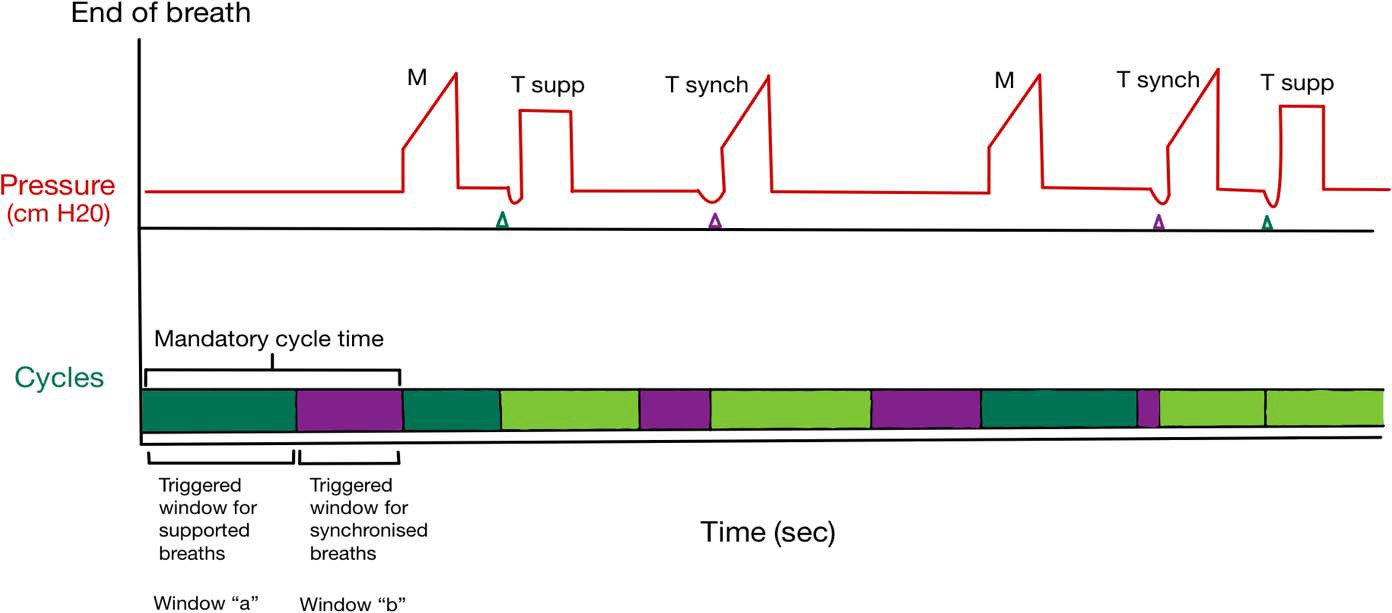 End of breath
M
T supp
T synch
M
T synch
T supp
Pressure
(cm H20)
Mandatory cycle time
Cycles
Triggered
window for
supported
breaths
Window “a”
Triggered
window for
synchronised
breaths
Window “b”
Time (sec)